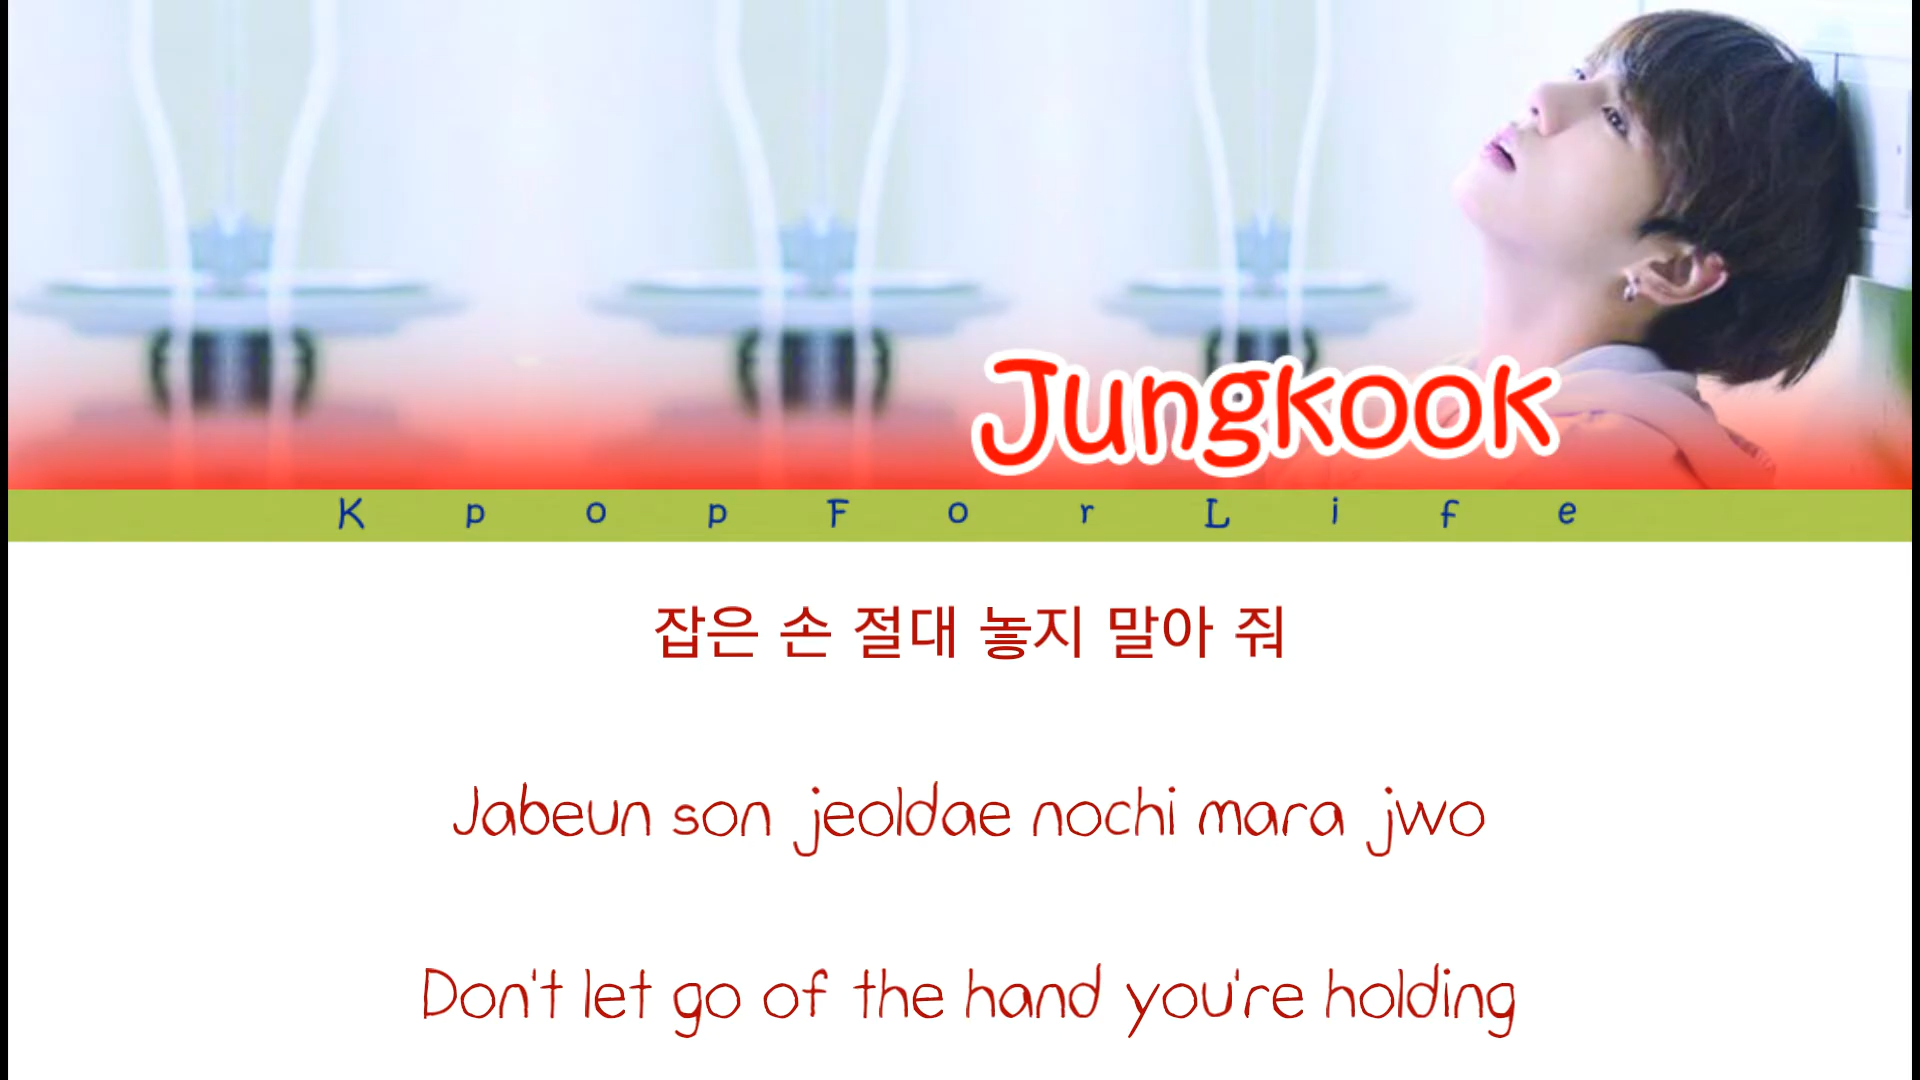 Jungkook
KpopForLife
잡은 손 절대 놓지 말아 줘
Jabeun son jeoldae nochi mara jwo
Don't let go of the hand you're holding